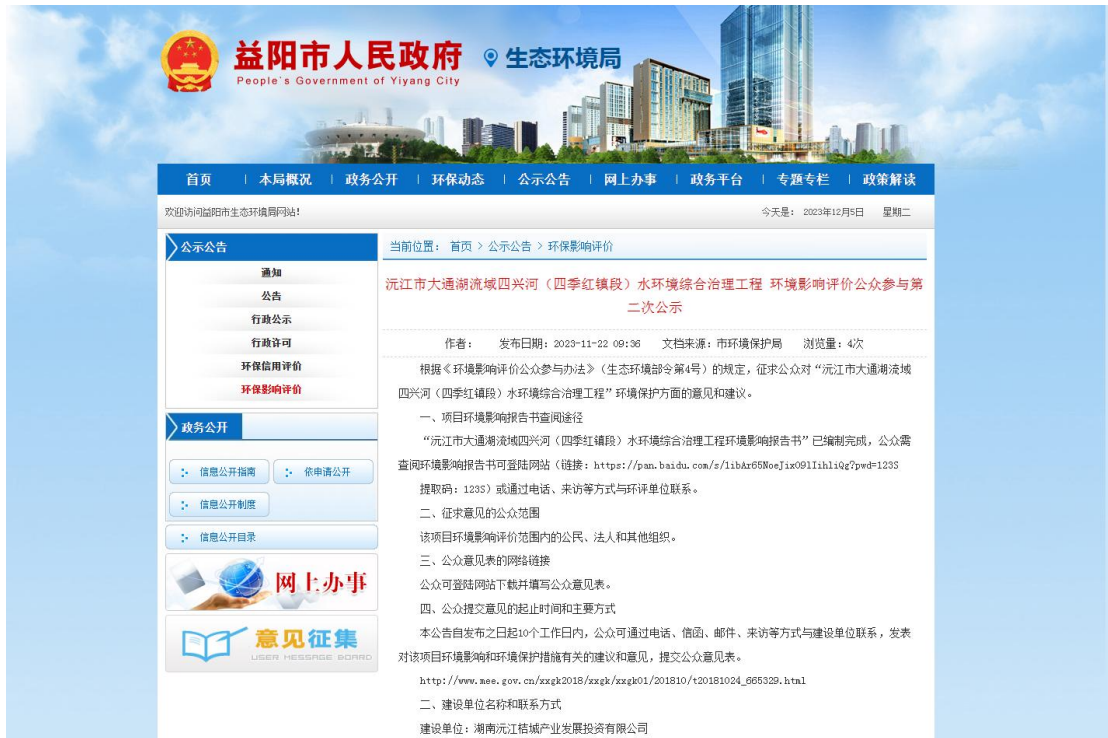 益阳市人民政府
People's Government of Yiyang City
生态环境局
首页 本局概况 政务公开 环保动态 公示公告 网上办事 政务平台 专题专栏 政策解读
欢迎访问益阳市生态环境局网站!
今天是: 2023年12月5日 星期二
公示公告
通知
公告
行政公示
行政许可
环保信用评价
环保影响评价
政务公开
信息公开指南
依申请公开
信息公开制度
信息公开目录
网上办事
意见征集
USER MESSAGE BOARD
当前位置: 首页 > 公示公告 > 环保影响评价
沅江市大通湖流域四兴河(四季红镇段)水环境综合治理工程 环境影响评价公众参与第
二次公示
作者: 发布日期:2023-11-22 09:36 文档来源:市环境保护局 浏览量:4次
根据《环境影响评价公众参与办法》(生态环境部令第4号)的规定,征求公众对“沅江市大通湖流域
四兴河(四季红镇段)水环境综合治理工程”环境保护方面的意见和建议。
一、项目环境影响报告书查阅途径
“沅江市大通湖流域四兴河(四季红镇段)水环境综合治理工程环境影响报告书”已编制完成,公众需
查阅环境影响报告书可登陆网站(链接:https://pan.baidu.com/s/1ibAr65NoeJix091IihliQg?pwd=123S
提取码:123S)或通过电话、来访等方式与环评单位联系。
二、征求意见的公众范围
该项目环境影响评价范围内的公民、法人和其他组织。
三、公众意见表的网络链接
公众可登陆网站下载并填写公众意见表。
四、公众提交意见的起止时间和主要方式
本公告自发布之日起10个工作日内,公众可通过电话、信函、邮件、来访等方式与建设单位联系,发表
对该项目环境影响和环境保护措施有关的建议和意见,提交公众意见表。
http://www.mee.gov.cn/xxgk2018/xxgk/xxgk01/201810/t20181024_665329.html
二、建设单位名称和联系方式
建设单位:湖南沅江桔城产业发展投资有限公司